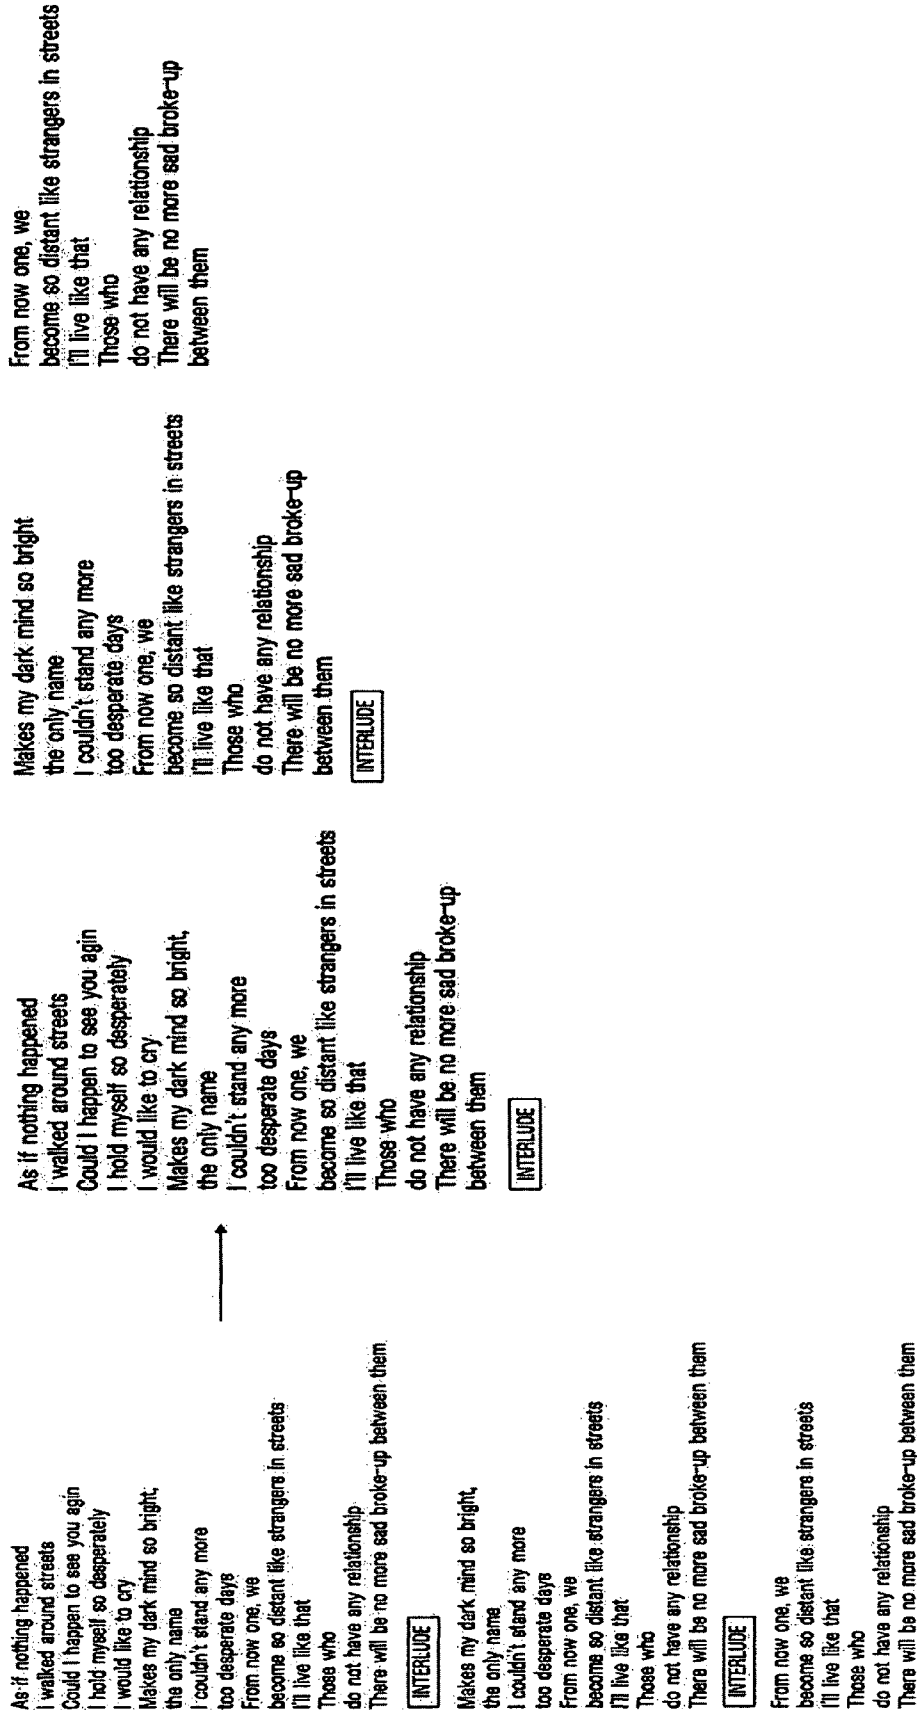 As if nothing happened
I walked around streets
Could I happen to see you agin
I hold myself so desperately
I would like to cry
Makes my dark mind so bright,
the only name
I couldn't stand any more
too desperate days
From now one, we
become so distant like strangers in streets
I'll live like that
Those who
do not have any relationship
There will be no more sad broke-up between them
INTERLUDE
Makes my dark mind so bright,
the only name
I couldn't stand any more
too desperate days
From now one, we
become so distant like strangers in streets
I'll live like that
Those who
do not have any relationship
There will be no more sad broke-up between them
INTERLUDE
From now one, we
become so distant like strangers in streets
I'll live like that
Those who
do not have any relationship
There will be no more sad broke-up between them
As if nothing happened
I walked around streets
Could I happen to see you agin
I hold myself so desperately
I would like to cry
Makes my dark mind so bright,
the only name
I couldn't stand any more
too desperate days
From now one, we
become so distant like strangers in streets
I'll live like that
Those who
do not have any relationship
There will be no more sad broke-up
between them
INTERLUDE
Makes my dark mind so bright
the only name
I couldn't stand any more
too desperate days
From now one, we
become so distant like strangers in streets
I'll live like that
Those who
do not have any relationship
There will be no more sad broke-up
between them
INTERLUDE
From now one, we
become so distant like strangers in streets
I'll live like that
Those who
do not have any relationship
There will be no more sad broke-up
between them